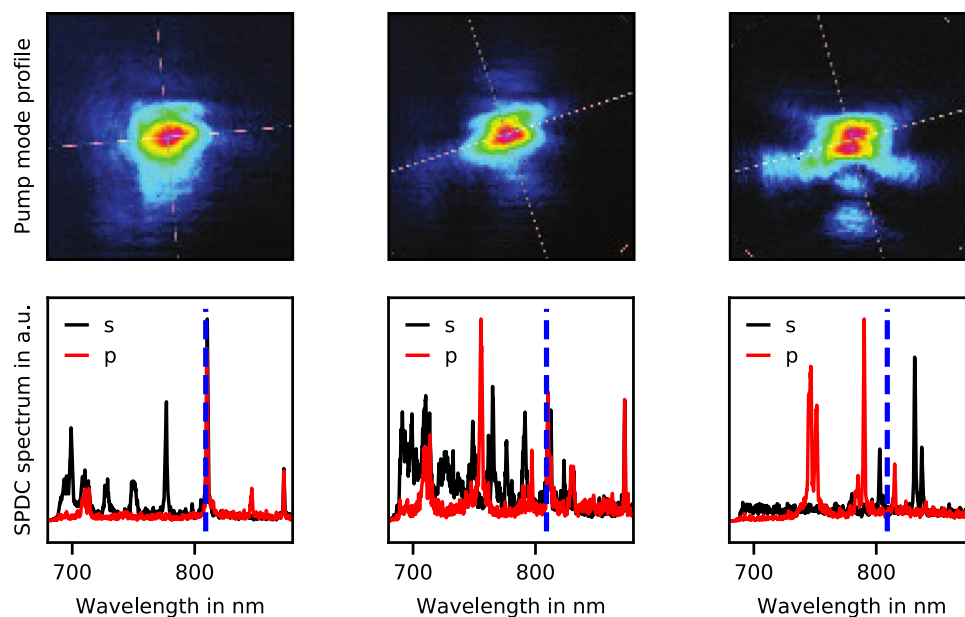 Pump mode profile
SPDC spectrum in a.u.
s
p
s
p
s
p
700 800
700 800
700 800
Wavelength in nm
Wavelength in nm
Wavelength in nm